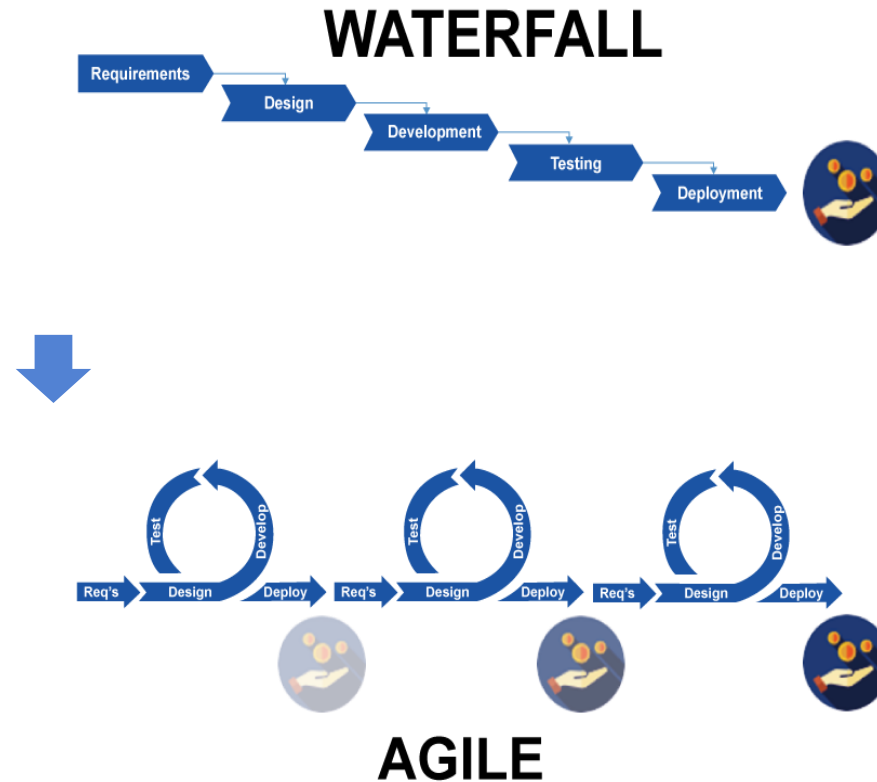 WATERFALL
Requirements
Design
Development
Testing
Deployment
Test
Develop
Req's
Design
Deploy
Test
Develop
Req's
Design
Deploy
Test
Develop
Req's
Design
Deploy
AGILE